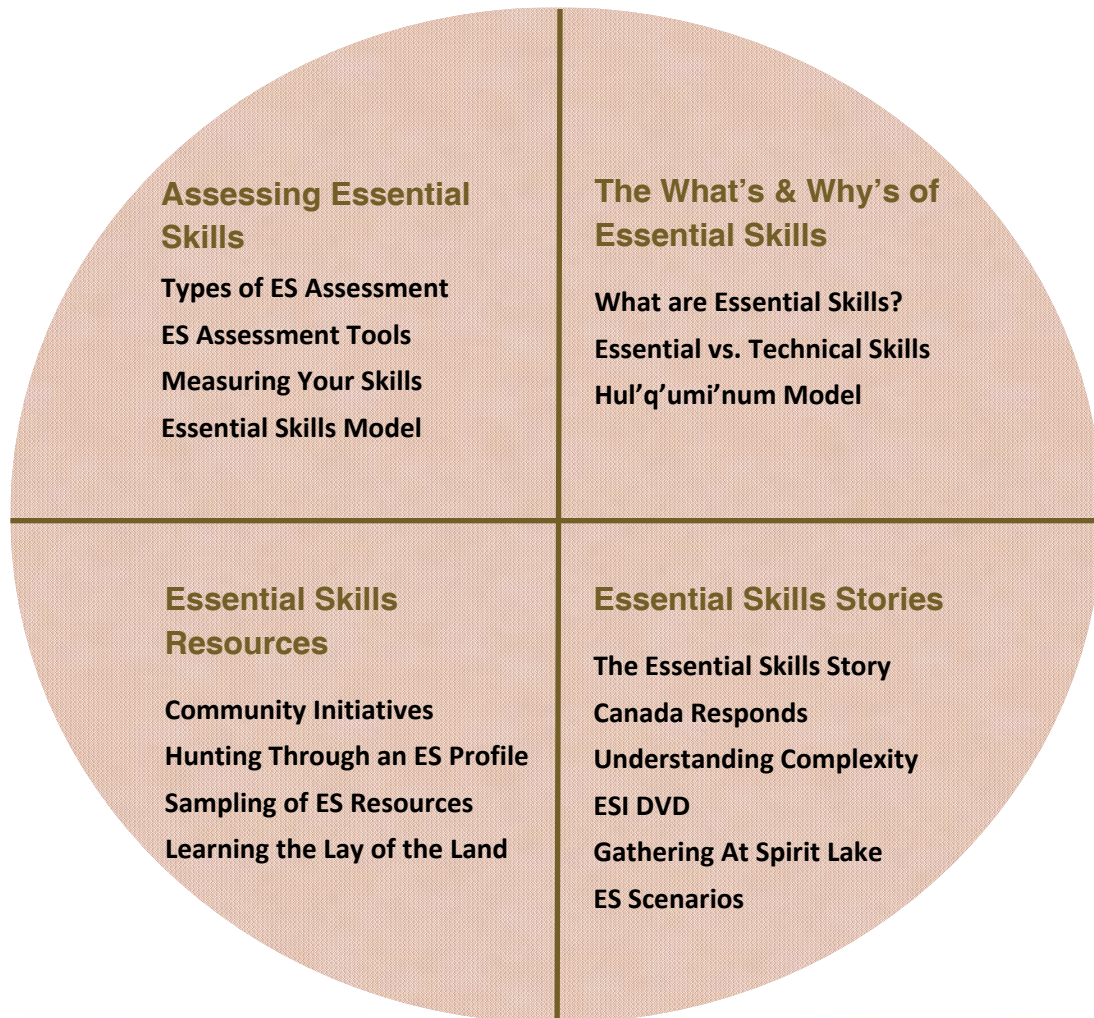 Assessing Essential
Skills
Types of ES Assessment
ES Assessment Tools
Measuring Your Skills
Essential Skills Model
The What's & Why's of
Essential Skills
What are Essential Skills?
Essential vs. Technical Skills
Hul'q'umi'num Model
Essential Skills
Resources
Community Initiatives
Hunting Through an ES Profile
Sampling of ES Resources
Learning the Lay of the Land
Essential Skills Stories
The Essential Skills Story
Canada Responds
Understanding Complexity
ESI DVD
Gathering At Spirit Lake
ES Scenarios